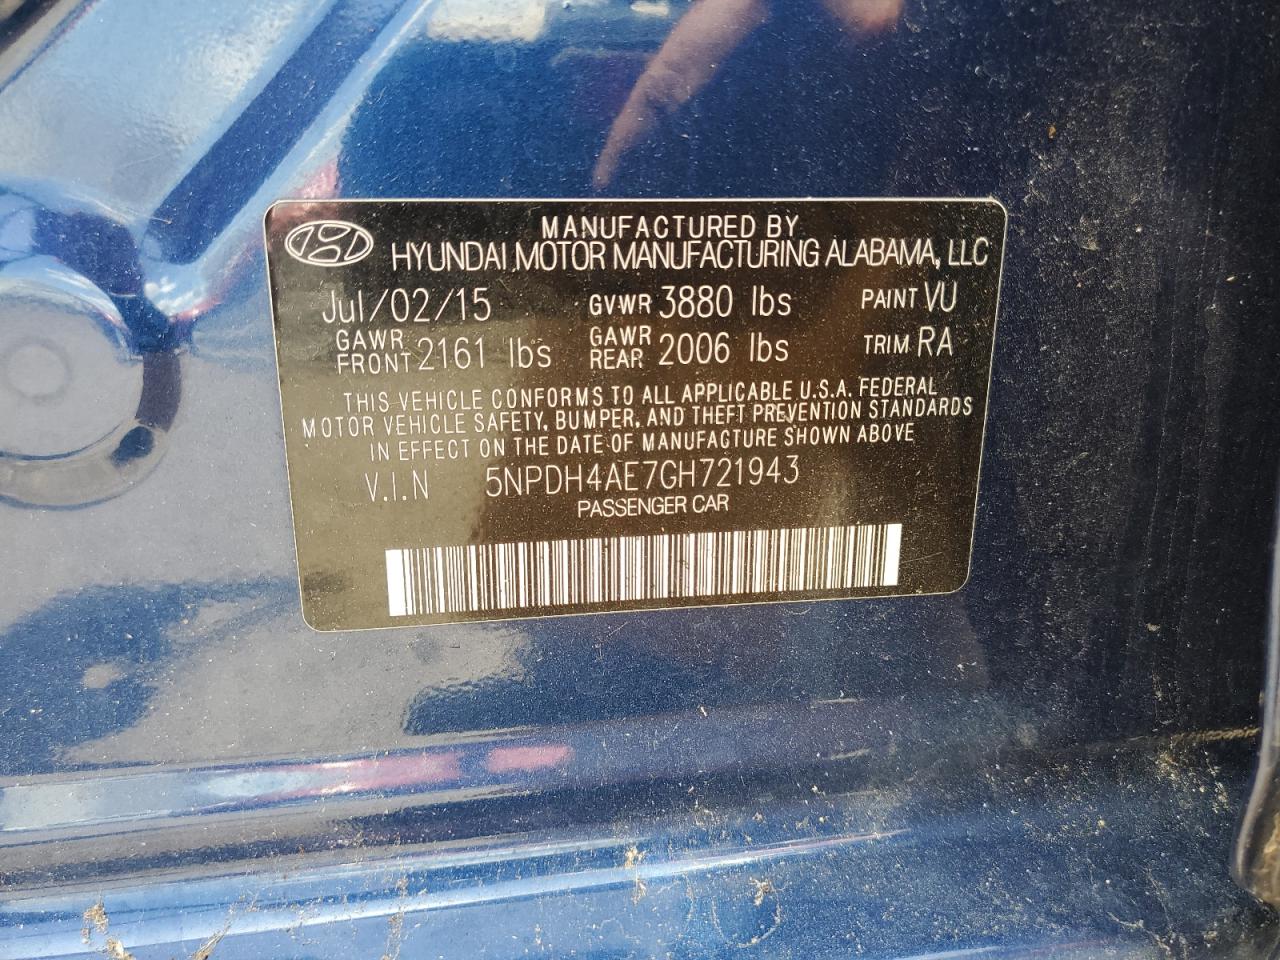 MANUFACTURED BY
HYUNDAI MOTOR MANUFACTURING ALABAMA, LLC
Jul/02/15 GVWR 3880 lbs PAINT VU
GAWR FRONT 2161 lbs GAWR REAR 2006 lbs TRIM RA
THIS VEHICLE CONFORMS TO ALL APPLICABLE U.S.A. FEDERAL
MOTOR VEHICLE SAFETY, BUMPER, AND THEFT PREVENTION STANDARDS
IN EFFECT ON THE DATE OF MANUFACTURE SHOWN ABOVE
V.I.N 5NPDH4AE7GH721943
PASSENGER CAR